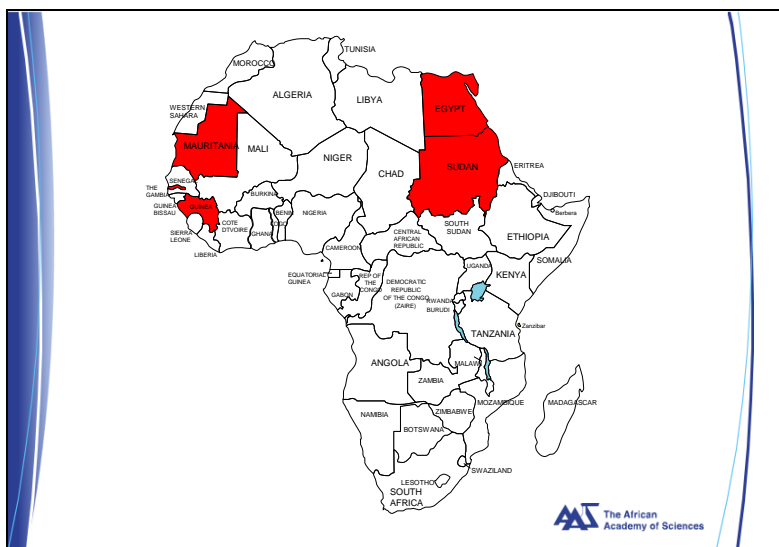 TUNISIA
MOROCCO
ALGERIA
LIBYA
EGYPT
WESTERN
SAHARA
MAURITANIA
MALI
NIGER
CHAD
SUDAN
ERITREA
SENEGAL
THE
GAMBIA
GUINEA
BISSAU
GUINEA
BURKINA
DJIBOUTI
Berbera
SIERRA
LEONE
LIBERIA
COTE
D'IVOIRE
GHANA
TOGO
BENIN
NIGERIA
SOUTH
SUDAN
ETHIOPIA
CENTRAL
AFRICAN
REPUBLIC
CAMEROON
SOMALIA
EQUATORIAL
GUINEA
GABON
REP OF
THE
CONGO
DEMOCRATIC
REPUBLIC
OF THE CONGO
(ZAIRE)
UGANDA
KENYA
RWANDA
BURUDI
TANZANIA
Zanzibar
ANGOLA
ZAMBIA
MALAWI
MOZAMBIQUE
MADAGASCAR
NAMIBIA
ZIMBABWE
BOTSWANA
SWAZILAND
LESOTHO
SOUTH
AFRICA
AAS
The African
Academy of Sciences